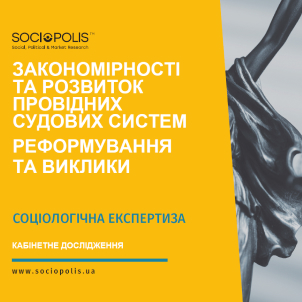 SOCIOPOLIS™
Social, Political & Market Research
ЗАКОНОМІРНОСТІ
ТА РОЗВИТОК
ПРОВІДНИХ
СУДОВИХ СИСТЕМ
РЕФОРМУВАННЯ
ТА ВИКЛИКИ
СОЦІОЛОГІЧНА ЕКСПЕРТИЗА
КАБІНЕТНЕ ДОСЛІДЖЕННЯ
www.sociopolis.ua